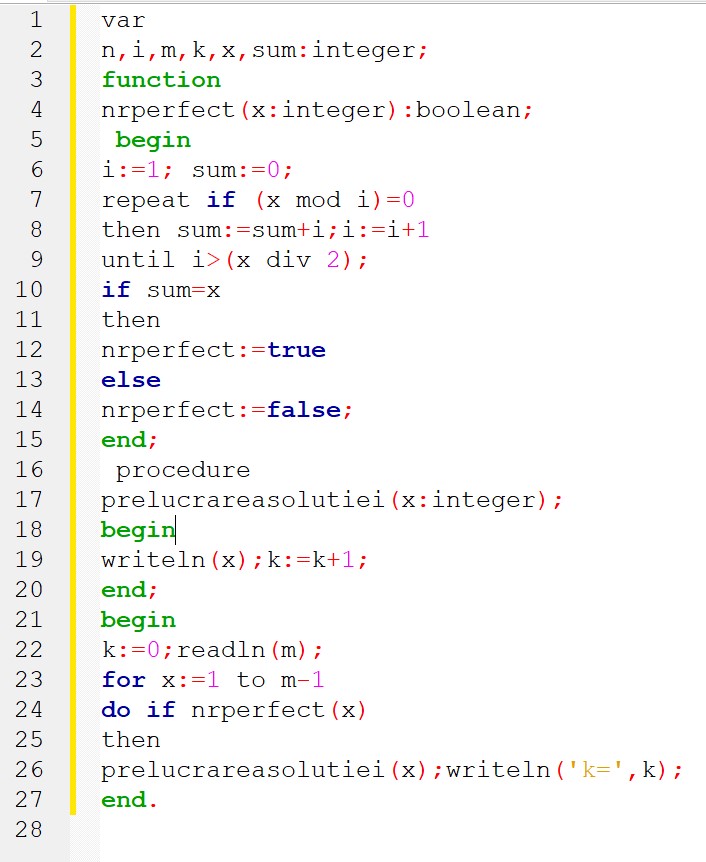 1 var
2 n,i,m,k,x,sum:integer;
3 function
4 nrperfect(x:integer):boolean;
5 begin
6 i:=1; sum:=0;
7 repeat if (x mod i)=0
8 then sum:=sum+i;i:=i+1
9 until i>(x div 2);
10 if sum=x
11 then
12 nrperfect:=true
13 else
14 nrperfect:=false;
15 end;
16 procedure
17 prelucrareasolutiei(x:integer);
18 begin
19 writeln(x);k:=k+1;
20 end;
21 begin
22 k:=0;readln(m);
23 for x:=1 to m-1
24 do if nrperfect(x)
25 then
26 prelucrareasolutiei(x);writeln('k=',k);
27 end.
28